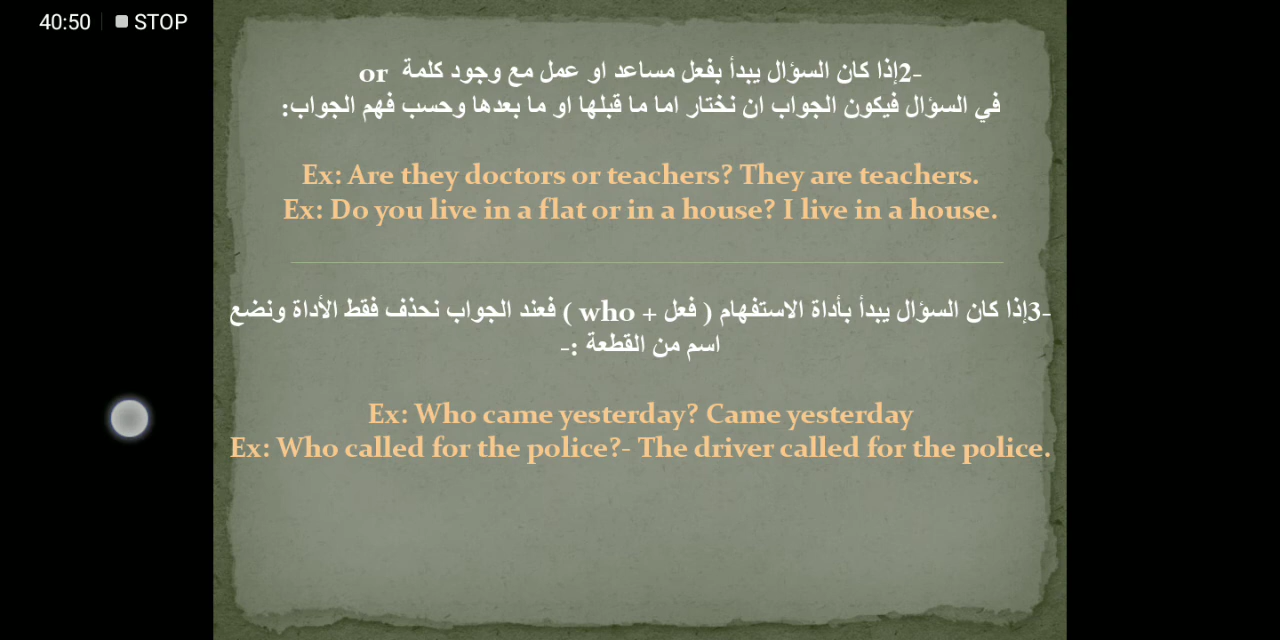 40:50 STOP
2-إذا كان السؤال يبدأ بفعل مساعد او عمل مع وجود كلمة or
في السؤال فيكون الجواب ان نختار اما ما قبلها او ما بعدها وحسب فهم الجواب:
Ex: Are they doctors or teachers? They are teachers.
Ex: Do you live in a flat or in a house? I live in a house.
3-إذا كان السؤال يبدأ بأداة الاستفهام ( فعل + who ) فعند الجواب نحذف فقط الأداة ونضع
اسم من القطعة :-
Ex: Who came yesterday? Came yesterday
Ex: Who called for the police?- The driver called for the police.